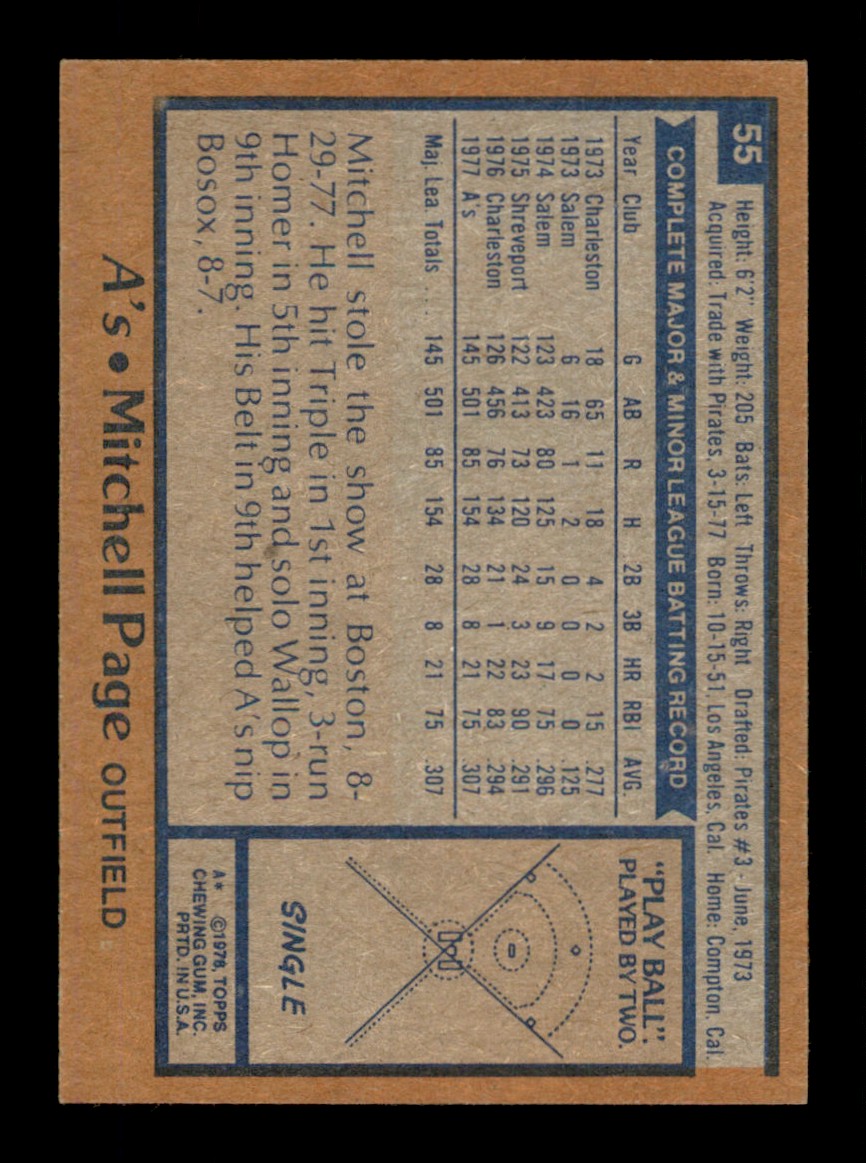 55
Height: 6'2" Weight: 205 Bats: Left Throws: Right Drafted: Pirates #3 - June, 1973
Acquired: Trade with Pirates, 3-15-77 Born: 10-15-51, Los Angeles, Cal. Home: Compton, Cal.
COMPLETE MAJOR & MINOR LEAGUE BATTING RECORD
Year Club G AB R H 2B 3B HR RBI AVG.
1973 Charleston 18 65 11 18 4 2 2 15 .277
1973 Salem 6 16 1 2 0 0 0 0 .125
1974 Salem 123 423 80 125 15 9 17 75 .296
1975 Shreveport 122 413 73 120 24 3 23 90 .291
1976 Charleston 126 456 76 134 21 1 22 83 .294
1977 A's 145 501 85 154 28 8 21 75 .307
Maj. Lea. Totals .... 145 501 85 154 28 8 21 75 .307
Mitchell stole the show at Boston, 8-
29-77. He hit Triple in 1st inning, 3-run
Homer in 5th inning and solo Wallop in
9th inning. His Belt in 9th helped A's nip
Bosox, 8-7.
"PLAY BALL":
PLAYED BY TWO.
SINGLE
A* ©1978, TOPPS
CHEWING GUM, INC.
PRTD. IN U.S.A.
A's • Mitchell Page OUTFIELD